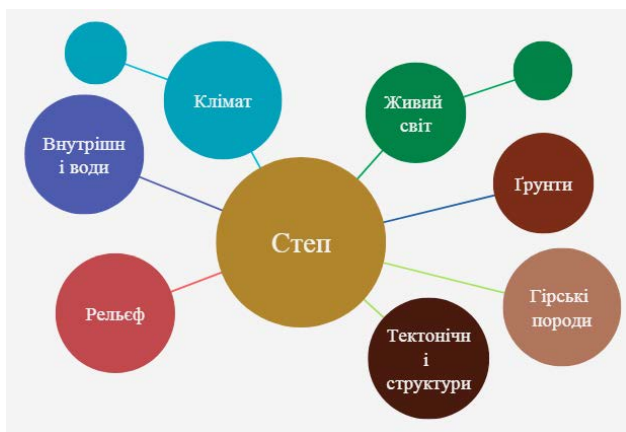 Клімат
Живий
світ
Внутрішн
і води
Ґрунти
Степ
Рельєф
Гірські
породи
Тектонічн
і
структури